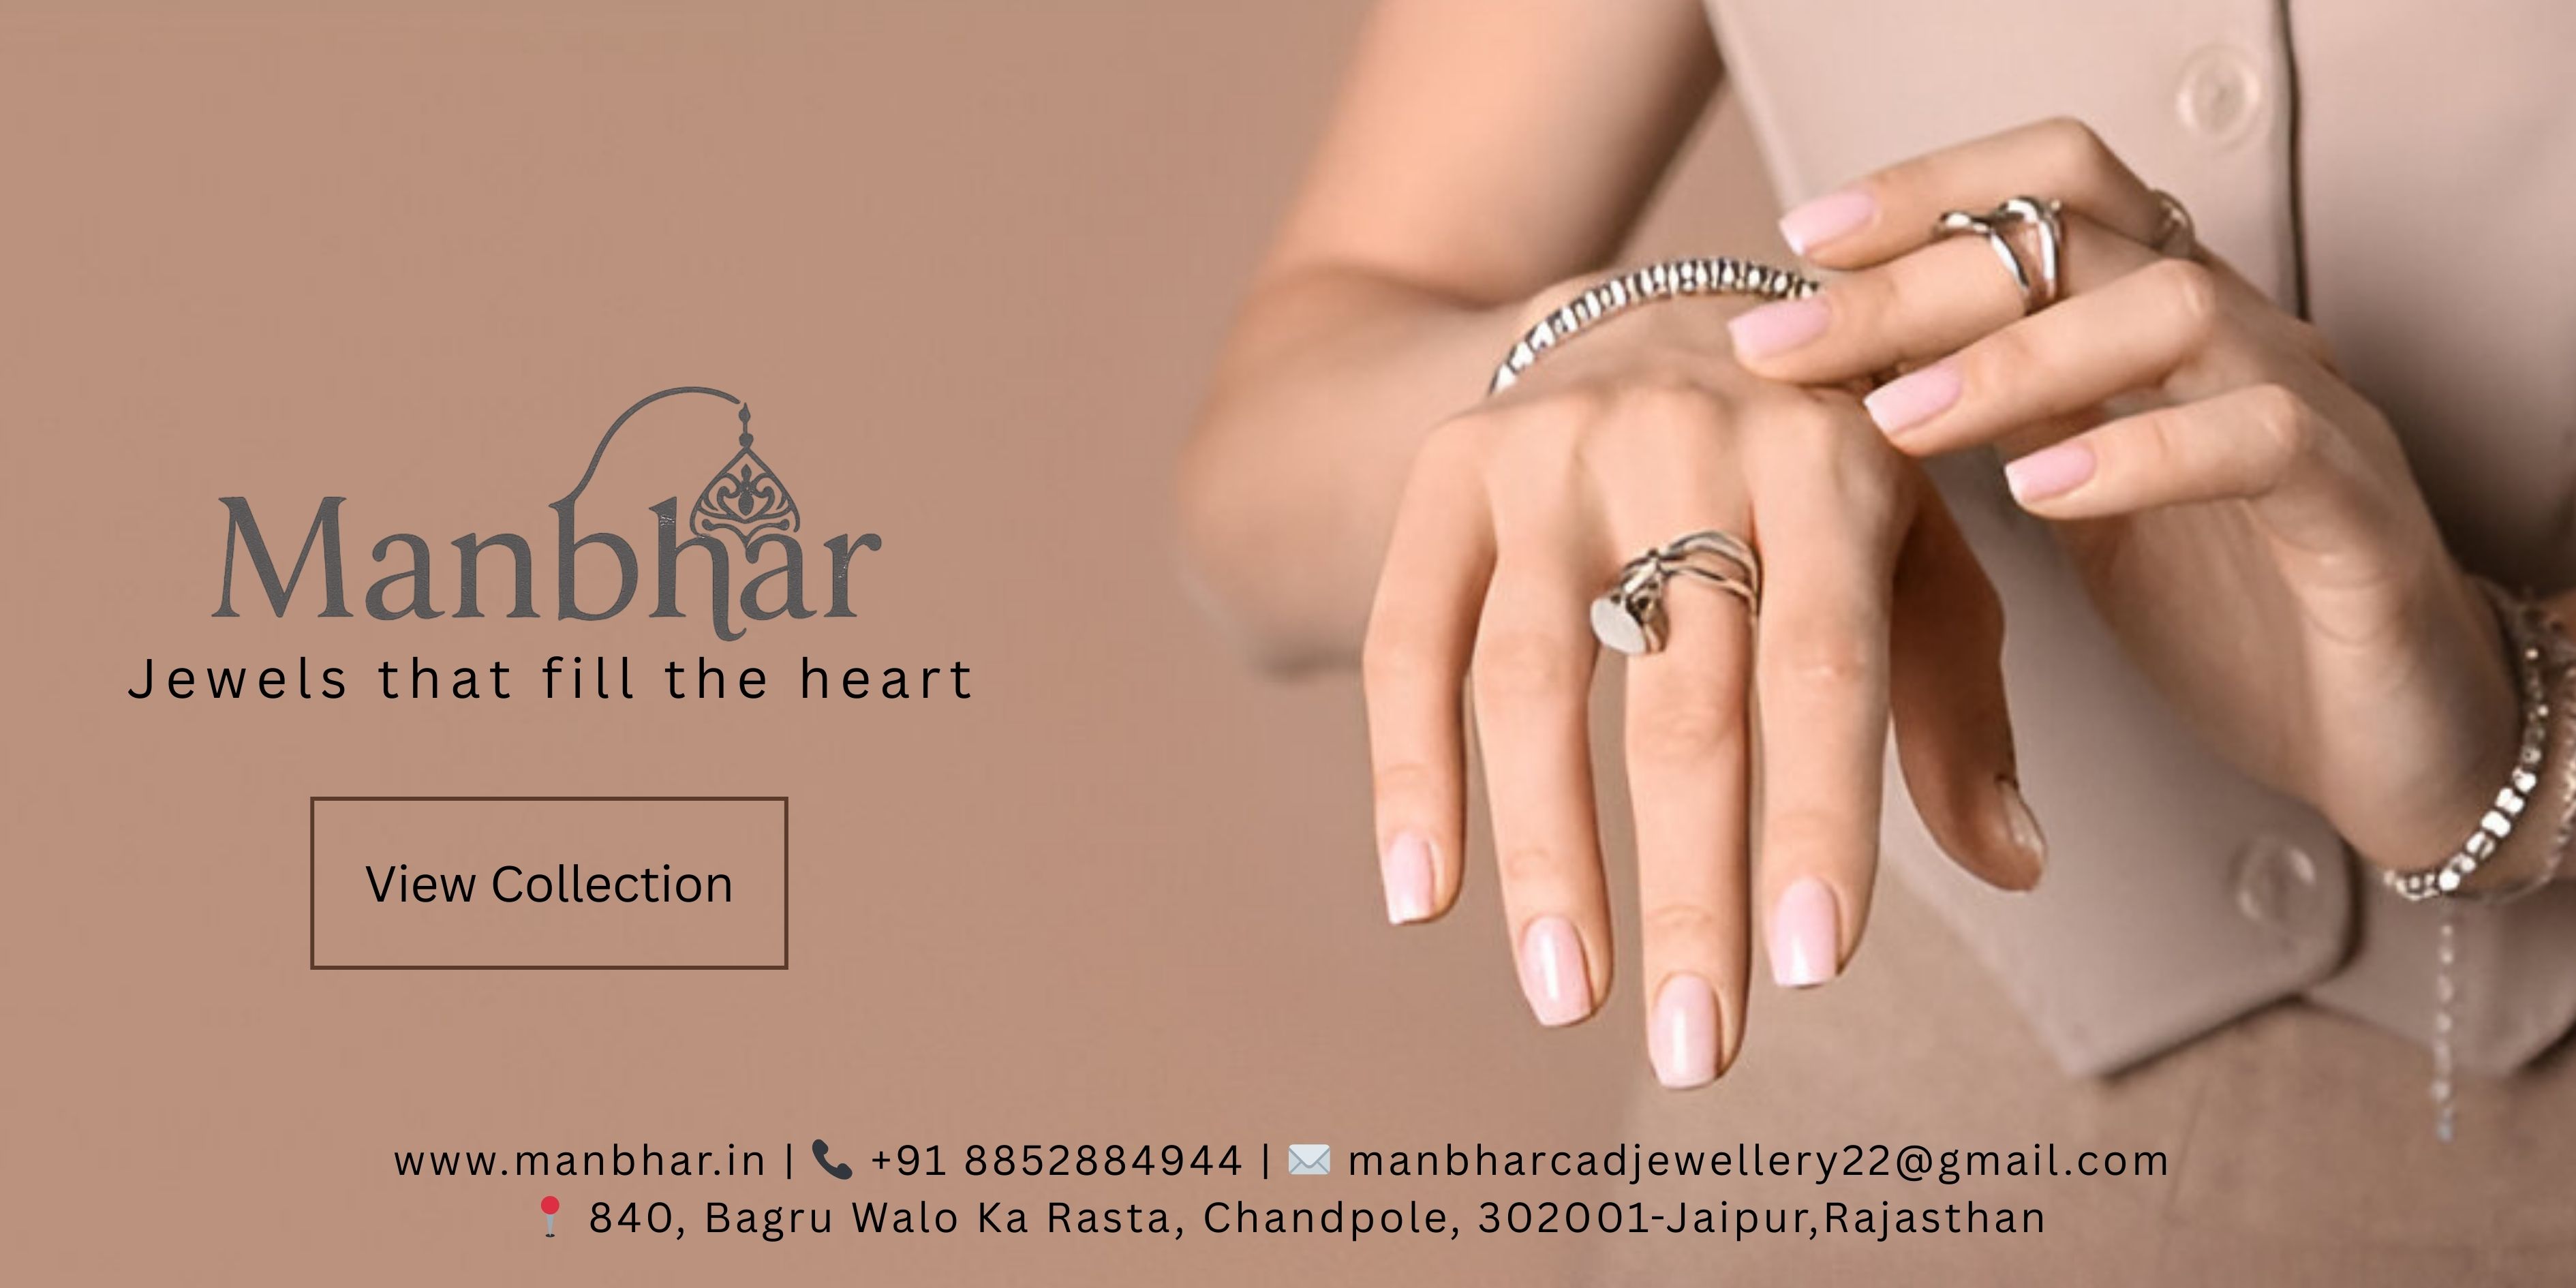 Manbhar
Jewels that fill the heart
View Collection
www.manbhar.in | 📞 +91 8852884944 | ✉️ manbharcadjewellery22@gmail.com
📍 840, Bagru Walo Ka Rasta, Chandpole, 302001-Jaipur,Rajasthan